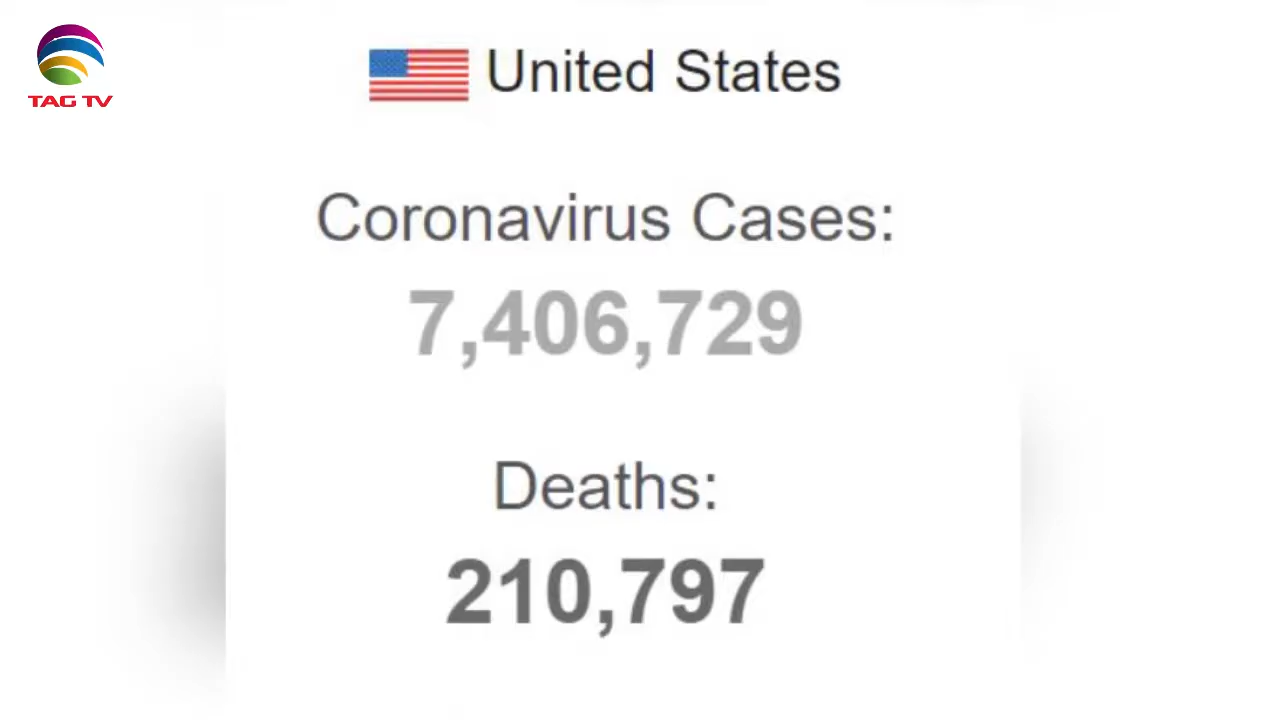 TAG TV
United States
Coronavirus Cases:
7,406,729
Deaths:
210,797